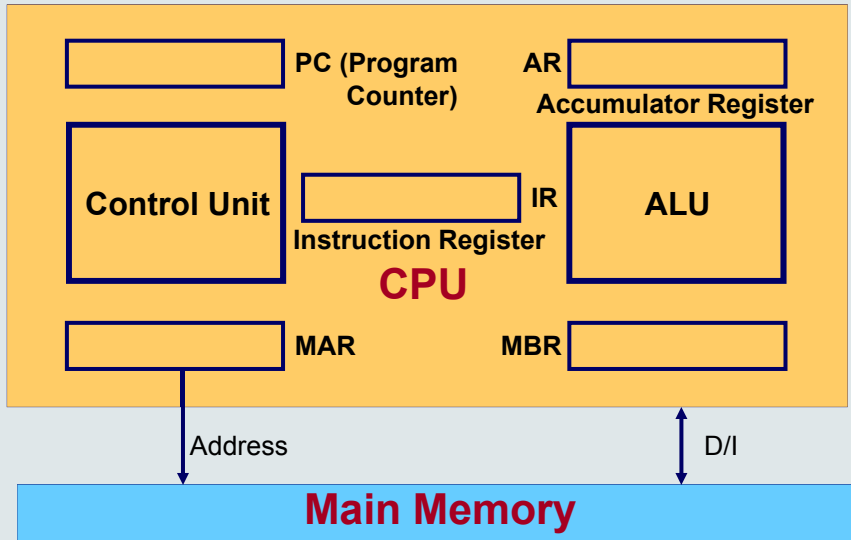 PC (Program
Counter)
AR
Accumulator Register
Control Unit
IR
Instruction Register
ALU
CPU
MAR
MBR
Address
D/I
Main Memory